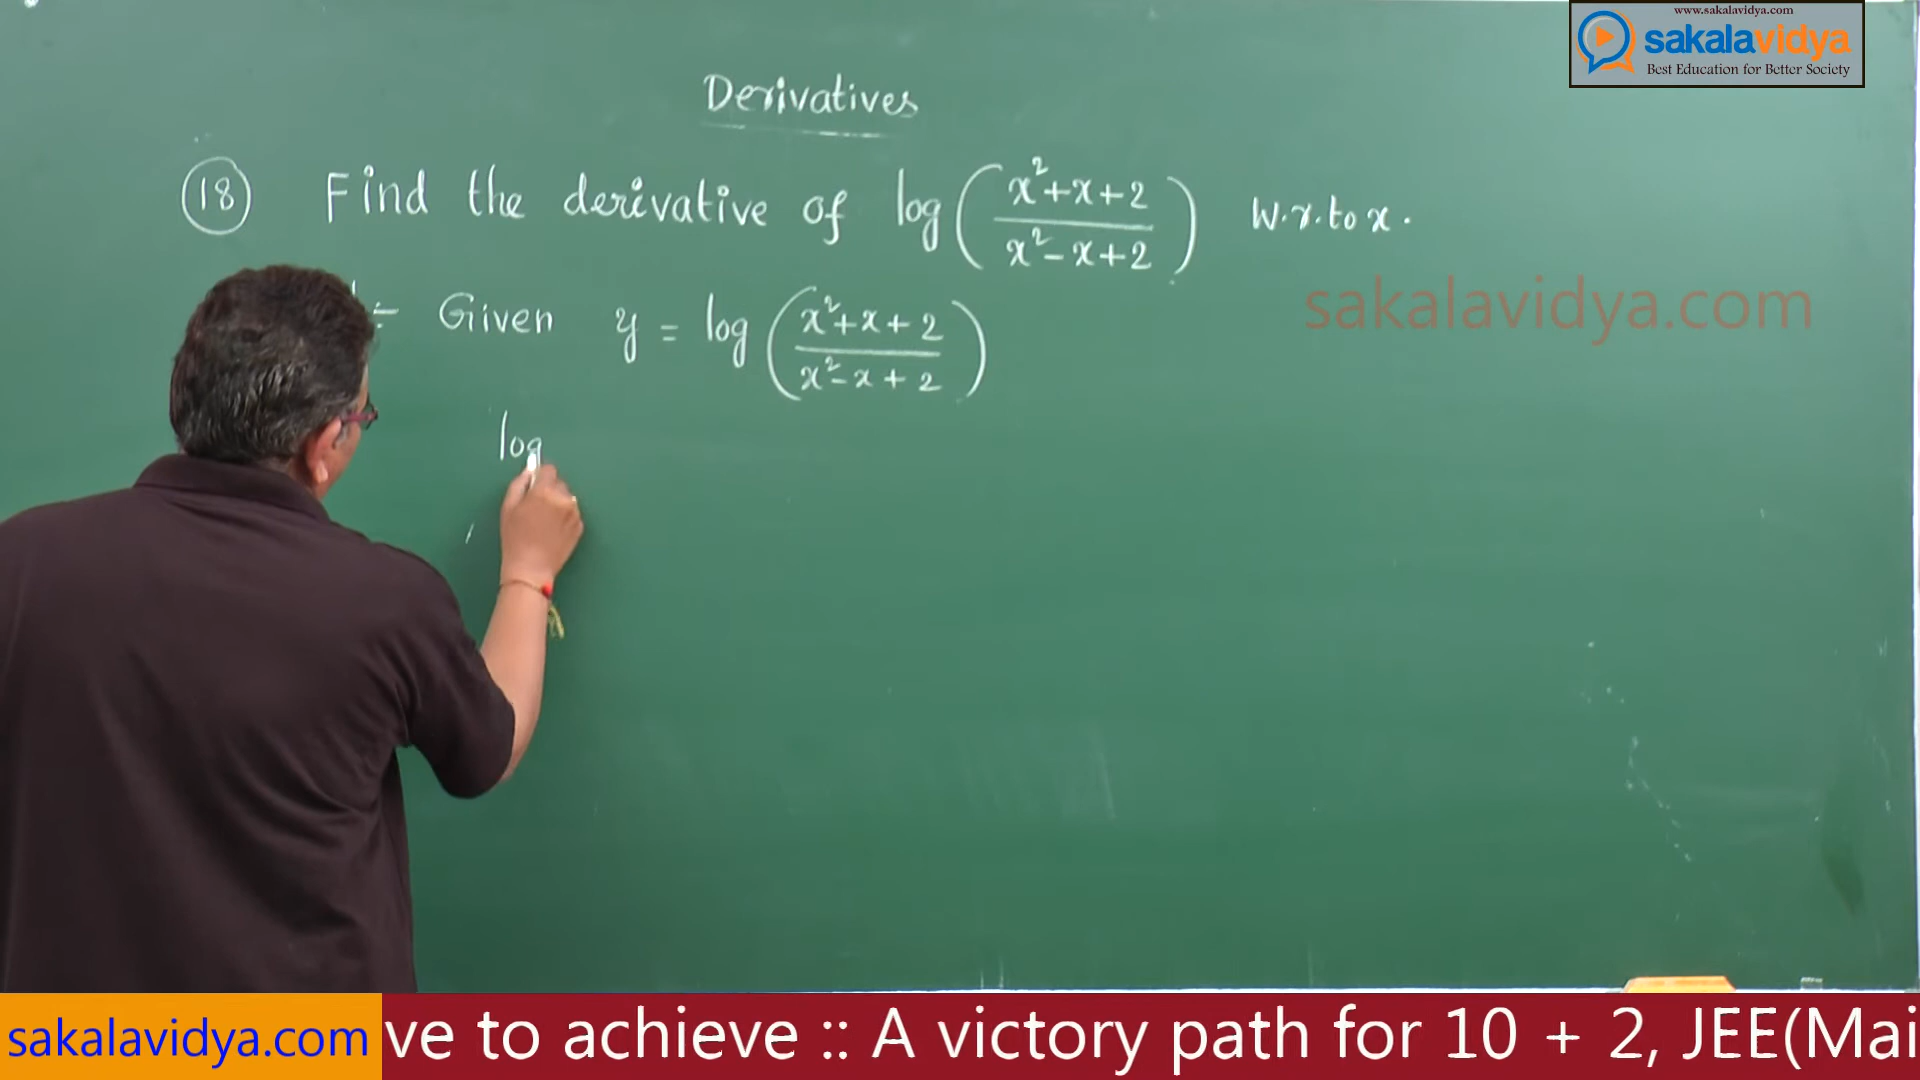 www.sakalavidya.com
sakalavidya
Best Education for Better Society
Derivatives
18 Find the derivative of log (x²+x+2 / x²-x+2) w.r.to x.
sakalavidya.com
Given y = log (x²+x+2 / x²-x+2)
log
sakalavidya.com ve to achieve :: A victory path for 10 + 2, JEE(Mai